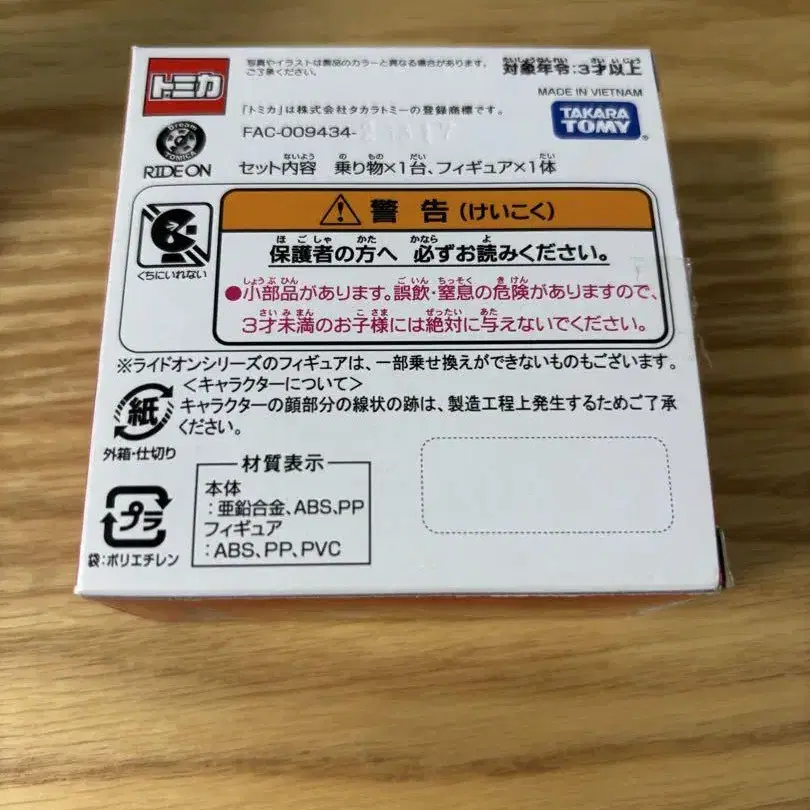 トミカ
写真やイラストは製品のカラーと異なる場合があります。
ご了承ください。
対象年令:3才以上
MADE IN VIETNAM
「トミカ」は株式会社タカラトミーの登録商標です。
TAKARA TOMY
Dream TOMICA
RIDE ON
FAC-009434-
セット内容 乗り物×1台、フィギュア×1体
警告(けいこく)
保護者の方へ 必ずお読みください。
くちにいれない
●小部品があります。誤飲・窒息の危険がありますので、
3才未満のお子様には絶対に与えないでください。
※ライドオンシリーズのフィギュアは、一部乗せ換えができないものもございます。
<キャラクターについて>
キャラクターの顔部分の線状の跡は、製造工程上発生するためご了承
ください。
紙
外箱・仕切り
プラ
袋:ポリエチレン
材質表示
本体
:亜鉛合金、ABS、PP
フィギュア
:ABS、PP、PVC